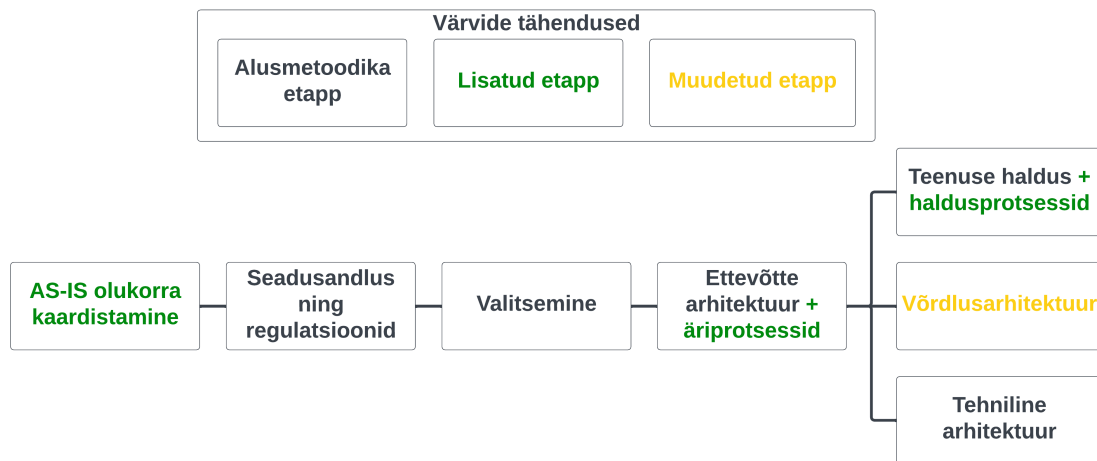 Värvide tähendused
Alusmetoodika
etapp
Lisatud etapp
Muudetud etapp
AS-IS olukorra
kaardistamine
Seadusandlus
ning
regulatsioonid
Valitsemine
Ettevõtte
arhitektuur +
äriprotsessid
Teenuse haldus +
haldusprotsessid
Võrdlusarhitektuur
Tehniline
arhitektuur